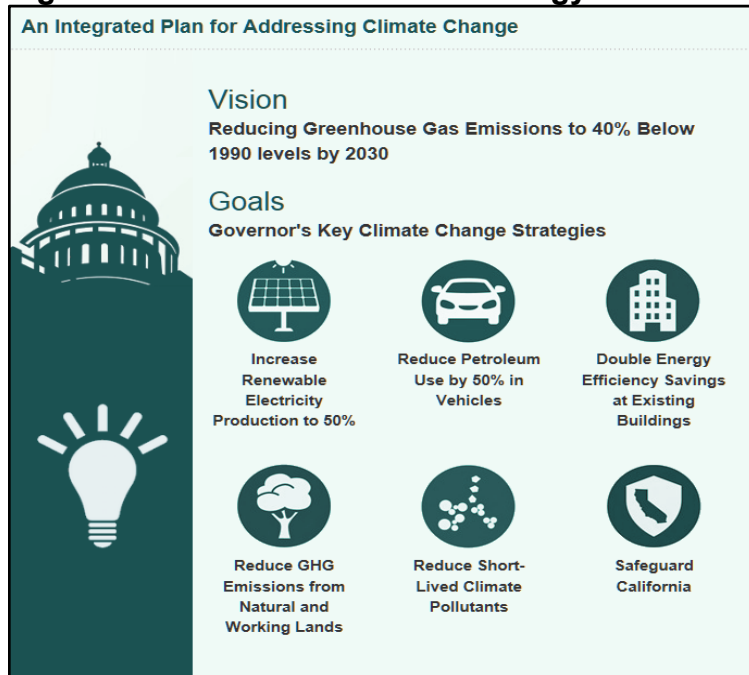 An Integrated Plan for Addressing Climate Change
Vision
Reducing Greenhouse Gas Emissions to 40% Below
1990 levels by 2030
Goals
Governor's Key Climate Change Strategies
Increase
Renewable
Electricity
Production to 50%
Reduce Petroleum
Use by 50% in
Vehicles
Double Energy
Efficiency Savings
at Existing
Buildings
Reduce GHG
Emissions from
Natural and
Working Lands
Reduce Short-
Lived Climate
Pollutants
Safeguard
California